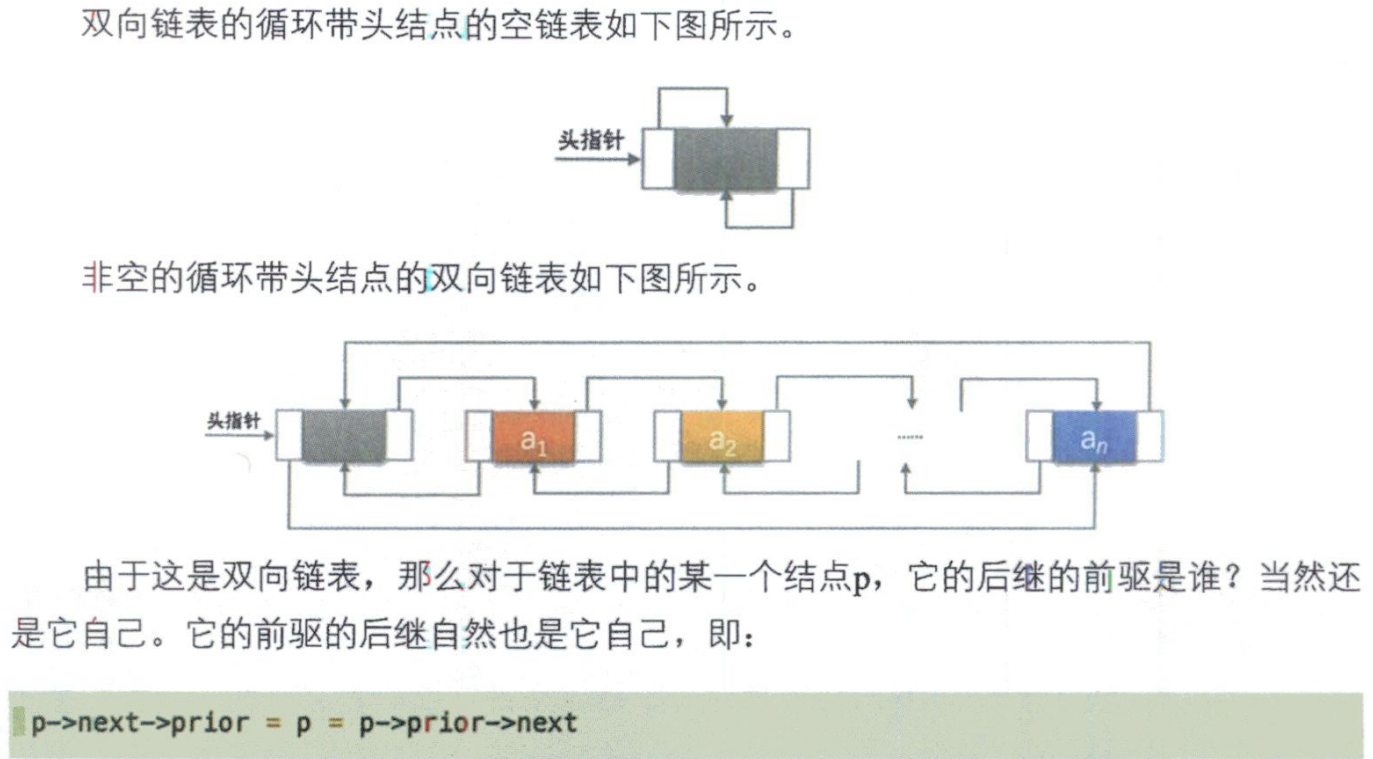 双向链表的循环带头结点的空链表如下图所示。
头指针
非空的循环带头结点的双向链表如下图所示。
头指针
a₁
a₂
......
aₙ
由于这是双向链表，那么对于链表中的某一个结点p，它的后继的前驱是谁？当然还
是它自己。它的前驱的后继自然也是它自己，即：
p->next->prior = p = p->prior->next